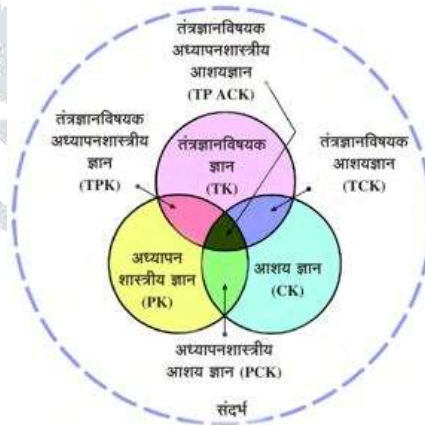 तंत्रज्ञानविषयक
अध्यापनशास्त्रीय
आशयज्ञान
(TP ACK)
तंत्रज्ञानविषयक
अध्यापनशास्त्रीय
ज्ञान
(TPK)
तंत्रज्ञानविषयक
ज्ञान
(TK)
तंत्रज्ञानविषयक
आशयज्ञान
(TCK)
अध्यापन
शास्त्रीय ज्ञान
(PK)
आशय ज्ञान
(CK)
अध्यापनशास्त्रीय
आशय ज्ञान (PCK)
संदर्भ